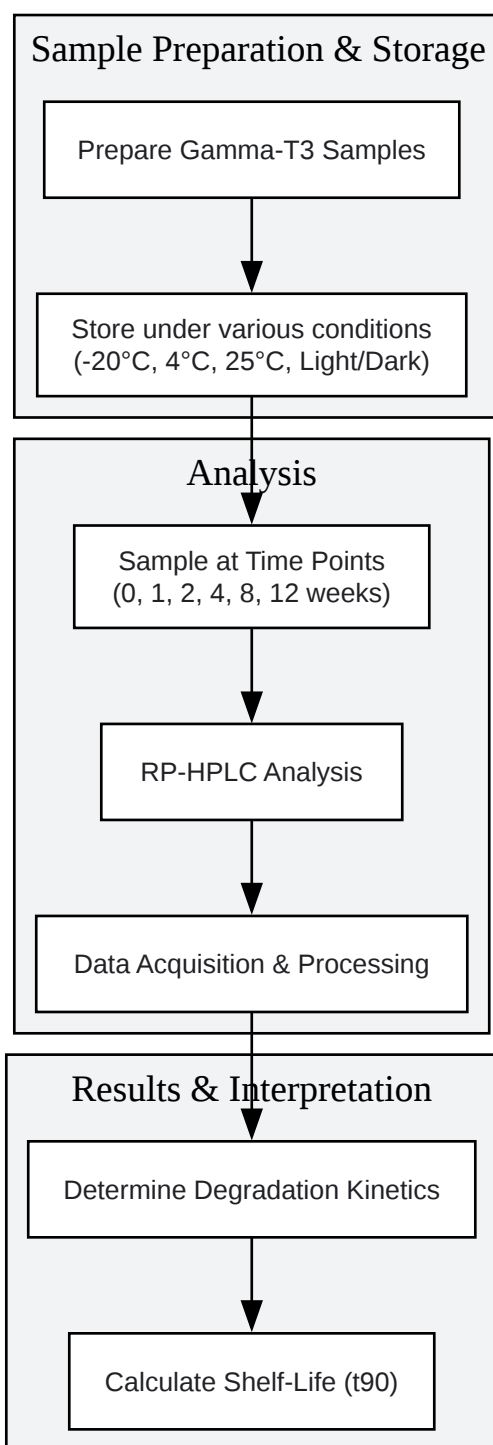 Sample Preparation & Storage
Prepare Gamma-T3 Samples
Store under various conditions
(-20°C, 4°C, 25°C, Light/Dark)
Analysis
Sample at Time Points
(0, 1, 2, 4, 8, 12 weeks)
RP-HPLC Analysis
Data Acquisition & Processing
Results & Interpretation
Determine Degradation Kinetics
Calculate Shelf-Life (t90)